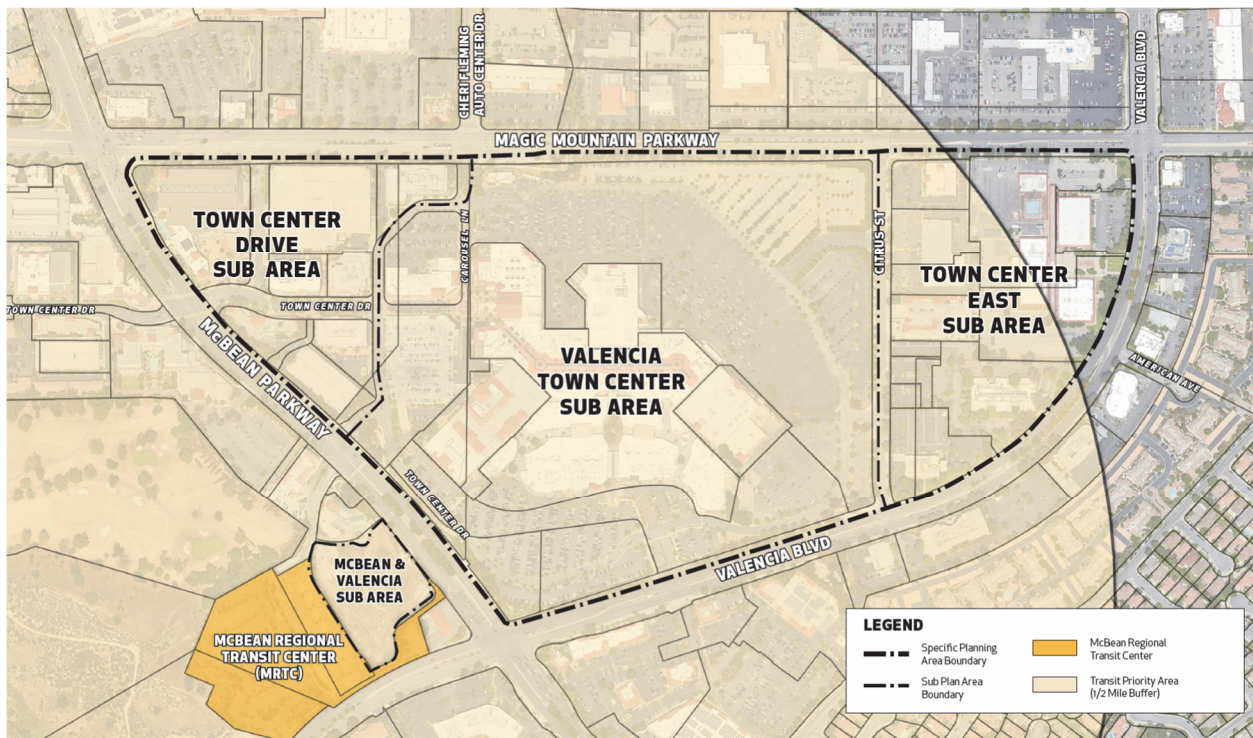 CHERI FLEMING
AUTO CENTER DR
VALENCIA BLVD
MAGIC MOUNTAIN PARKWAY
TOWN CENTER
DRIVE
SUB AREA
CAROUSEL LN
CITRUS ST
TOWN CENTER
EAST
SUB AREA
TOWN CENTER DR
TOWN CENTER DR
McBEAN PARKWAY
VALENCIA
TOWN CENTER
SUB AREA
AMERICAN AVE
TOWN CENTER DR
VALENCIA BLVD
MCBEAN &
VALENCIA
SUB AREA
MCBEAN REGIONAL
TRANSIT CENTER
(MRTC)
LEGEND
Specific Planning
Area Boundary
Sub Plan Area
Boundary
McBean Regional
Transit Center
Transit Priority Area
(1/2 Mile Buffer)